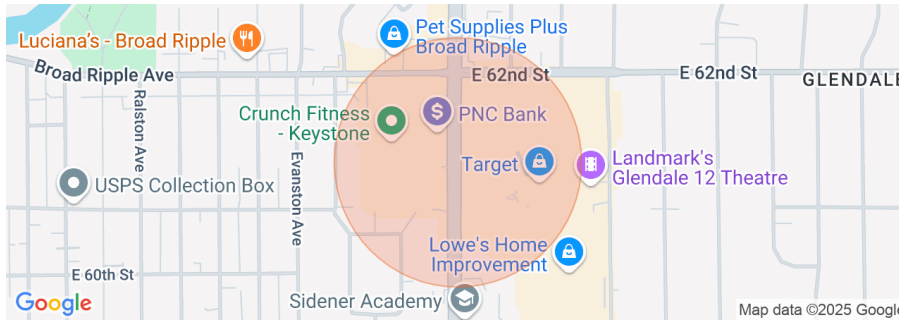 Luciana's - Broad Ripple
Pet Supplies Plus
Broad Ripple
Broad Ripple Ave
E 62nd St
E 62nd St
GLENDALE
Ralston Ave
Crunch Fitness
- Keystone
PNC Bank
Evanston Ave
Target
Landmark's
Glendale 12 Theatre
USPS Collection Box
Lowe's Home
Improvement
E 60th St
Sidener Academy
Google
Map data ©2025 Google